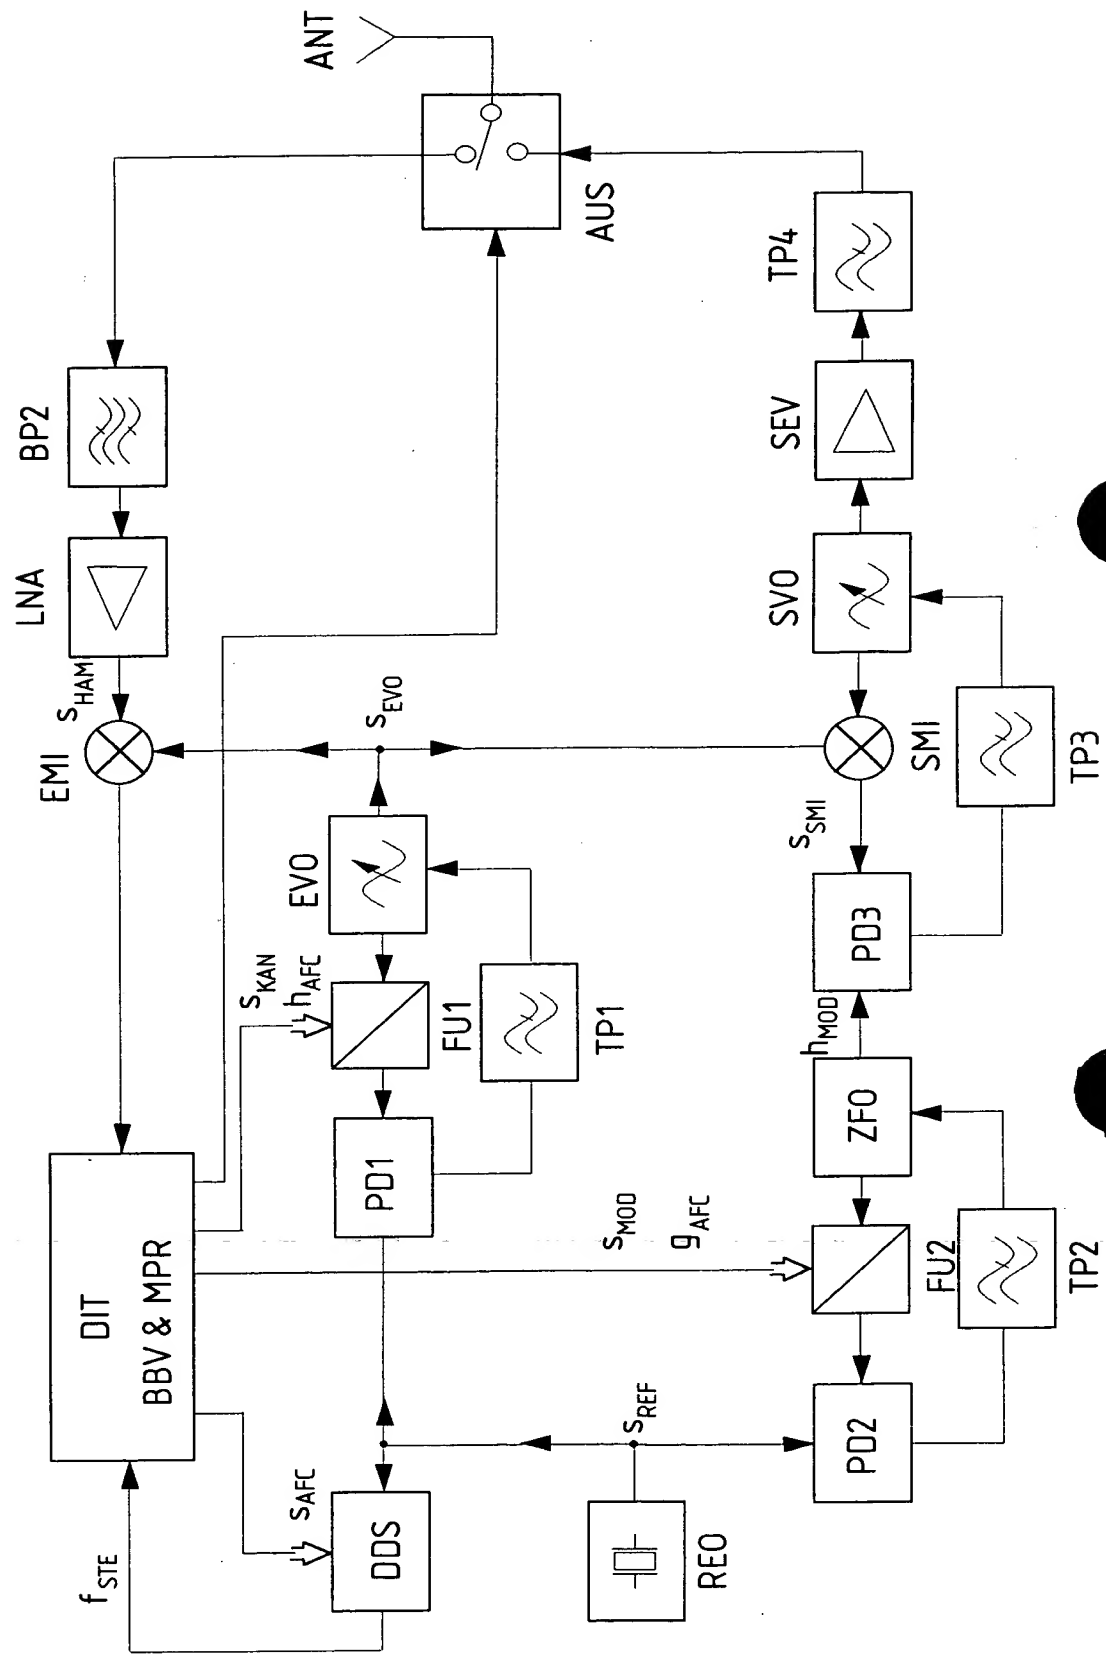 ANT
BP2
LNA
s_HAM
EMI
AUS
TP4
SEV
SVO
s_EVO
EVO
SMI
TP3
s_SMI
s_KAN
h_AFC
FU1
TP1
PD3
h_MOD
PD1
ZFO
DIT
BBV & MPR
s_MOD
g_AFC
FU2
TP2
PD2
s_REF
s_AFC
DDS
f_STE
REO